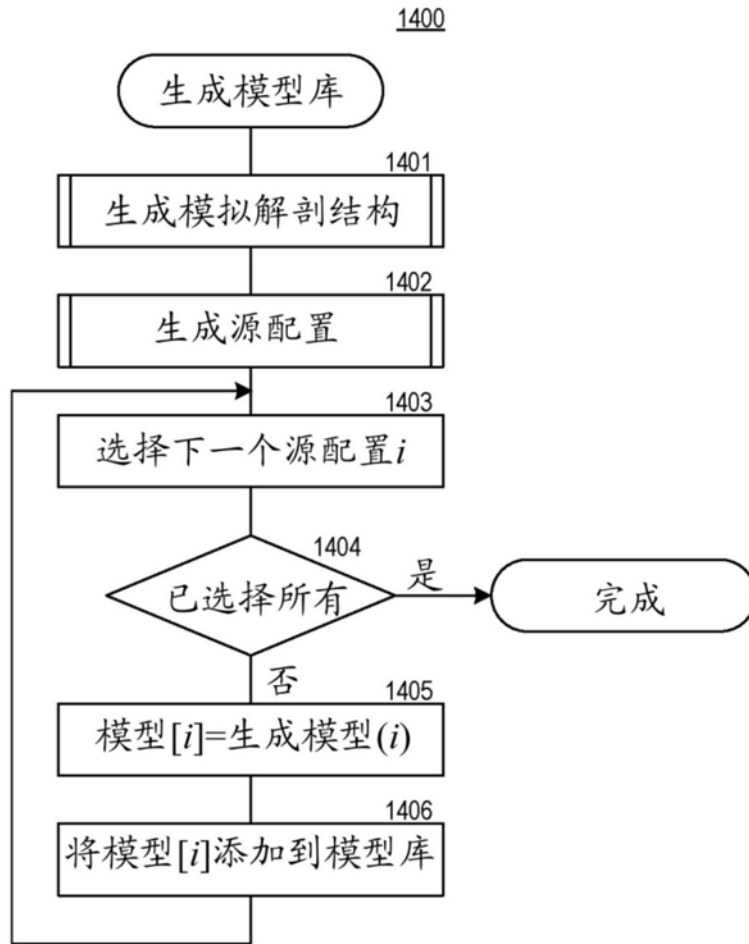 1400
生成模型库
1401
生成模拟解剖结构
1402
生成源配置
1403
选择下一个源配置i
1404
已选择所有
是
完成
否
1405
模型[i]=生成模型(i)
1406
将模型[i]添加到模型库